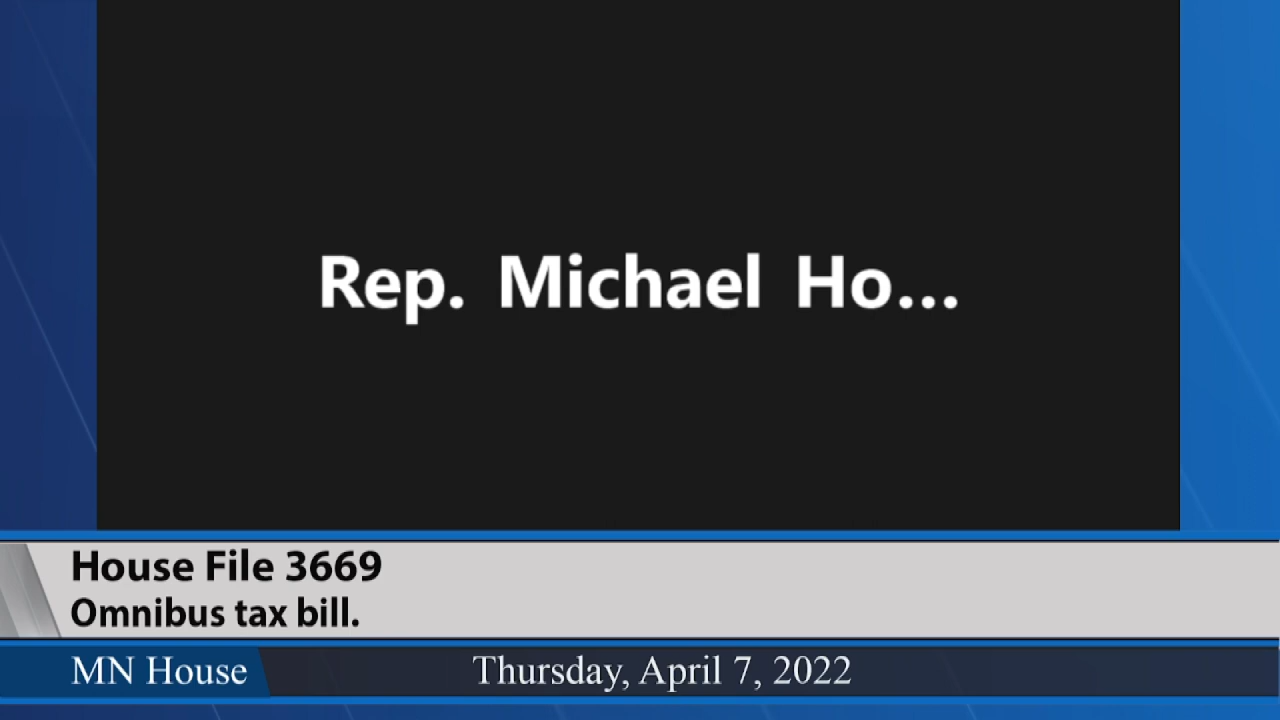 Rep. Michael Ho...
House File 3669
Omnibus tax bill.
MN House
Thursday, April 7, 2022